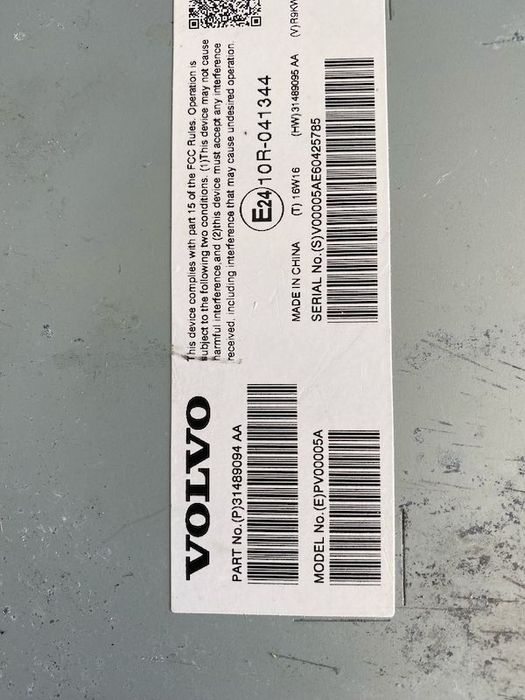 VOLVO
This device complies with part 15 of the FCC Rules. Operation is
subject to the following two conditions. (1)This device may not cause
harmful interference,and (2)this device must accept any interference
received, including interference that may cause undesired operation.
PART No.(P)31489094 AA
E24 10R-041344
MADE IN CHINA (T) 16W16 (HW)31489095 AA
MODEL No.(E)PV00005A
SERIAL No.(S)V00005AE60425785